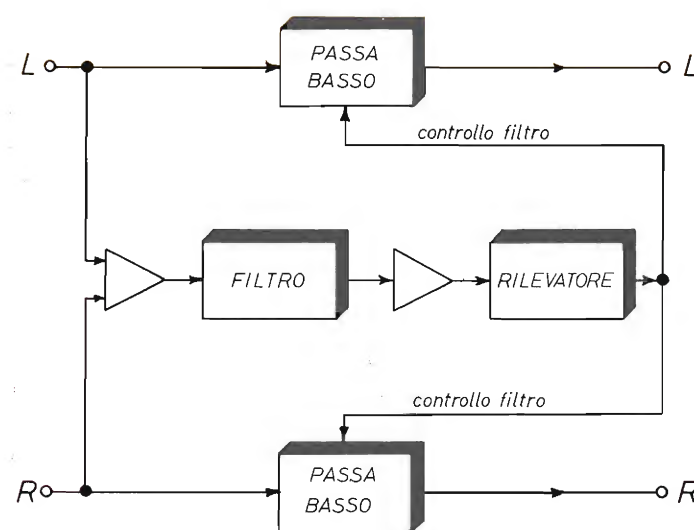 PASSA
BASSO
L
L
controllo filtro
FILTRO
RILEVATORE
controllo filtro
PASSA
BASSO
R
R